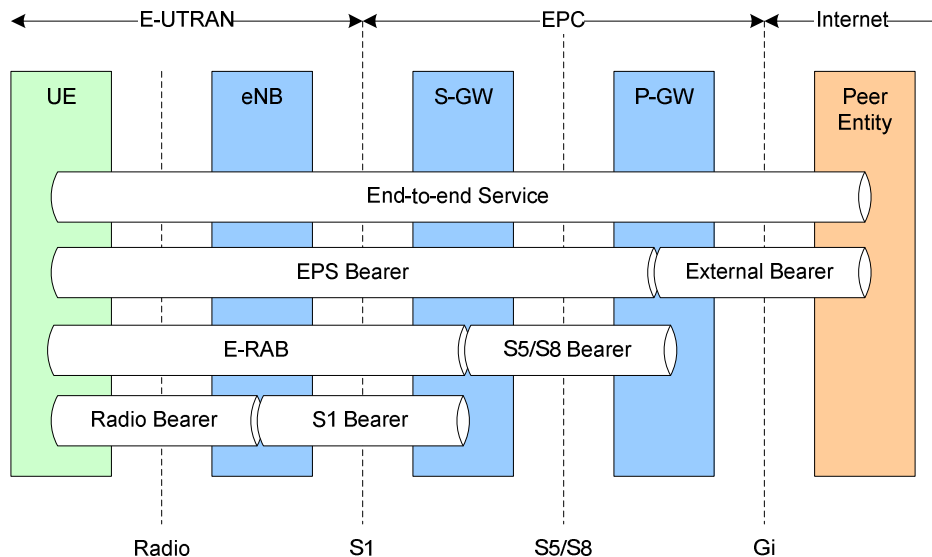 E-UTRAN EPC Internet
UE eNB S-GW P-GW Peer
Entity
End-to-end Service
EPS Bearer External Bearer
E-RAB S5/S8 Bearer
Radio Bearer S1 Bearer
Radio S1 S5/S8 Gi